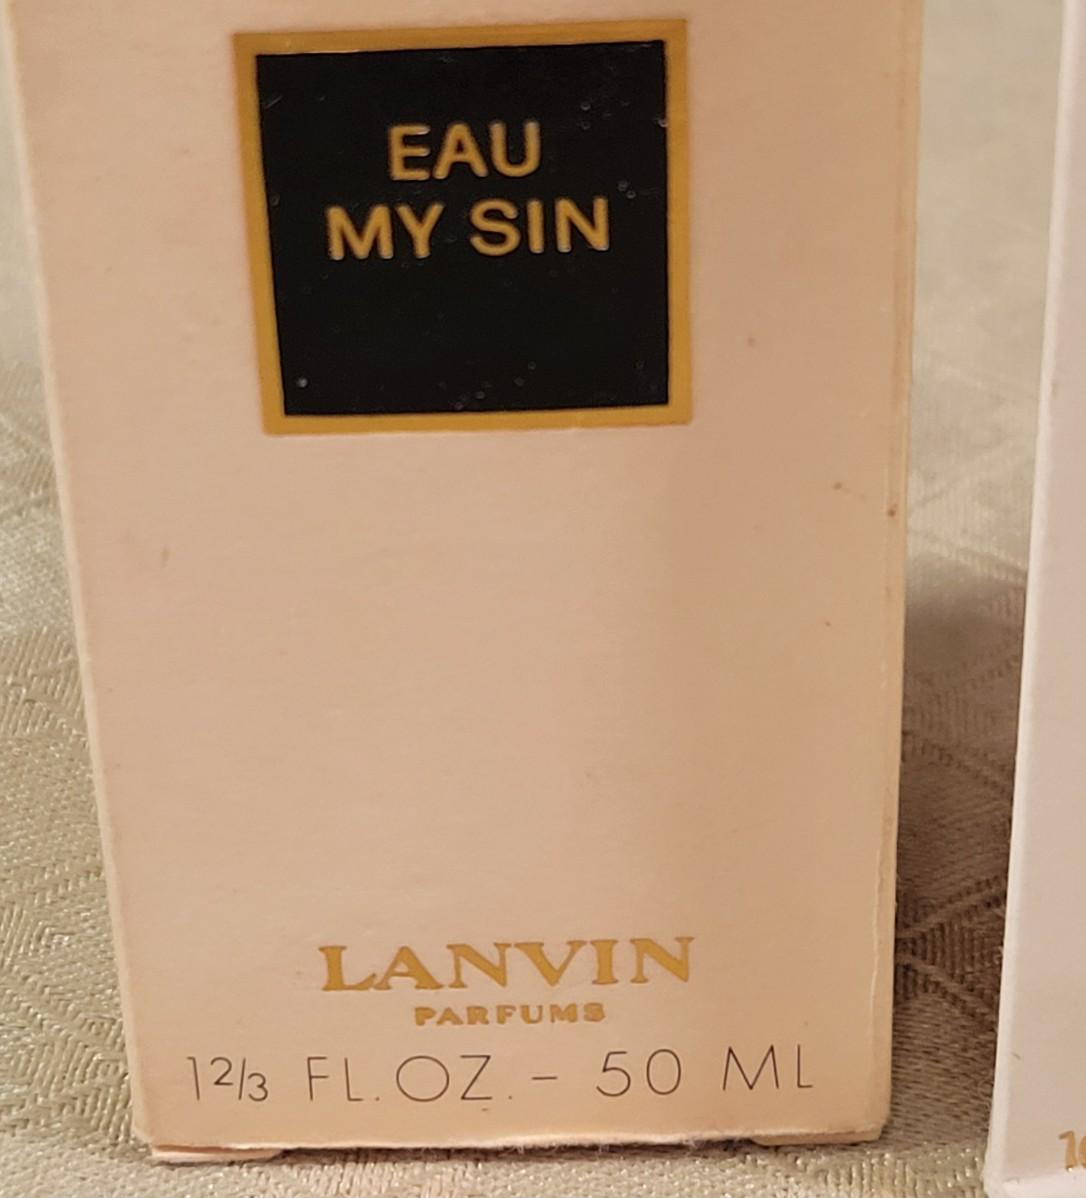 EAU
MY SIN
LANVIN
PARFUMS
1 2/3 FL.OZ. - 50 ML